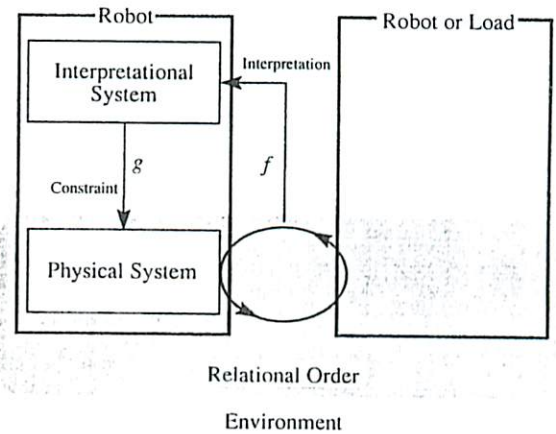 Robot
Robot or Load
Interpretational
System
Interpretation
g
f
Constraint
Physical System
Relational Order
Environment